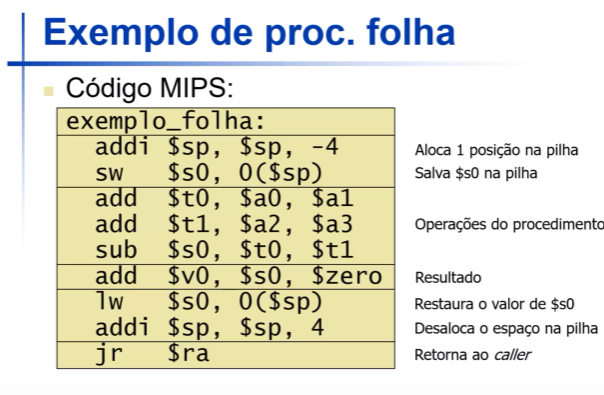 Exemplo de proc. folha
Código MIPS:
exemplo_folha:
addi $sp, $sp, -4
Aloca 1 posição na pilha
sw $s0, 0($sp)
Salva $s0 na pilha
add $t0, $a0, $a1
add $t1, $a2, $a3
Operações do procedimento
sub $s0, $t0, $t1
add $v0, $s0, $zero
Resultado
lw $s0, 0($sp)
Restaura o valor de $s0
addi $sp, $sp, 4
Desaloca o espaço na pilha
jr $ra
Retorna ao caller